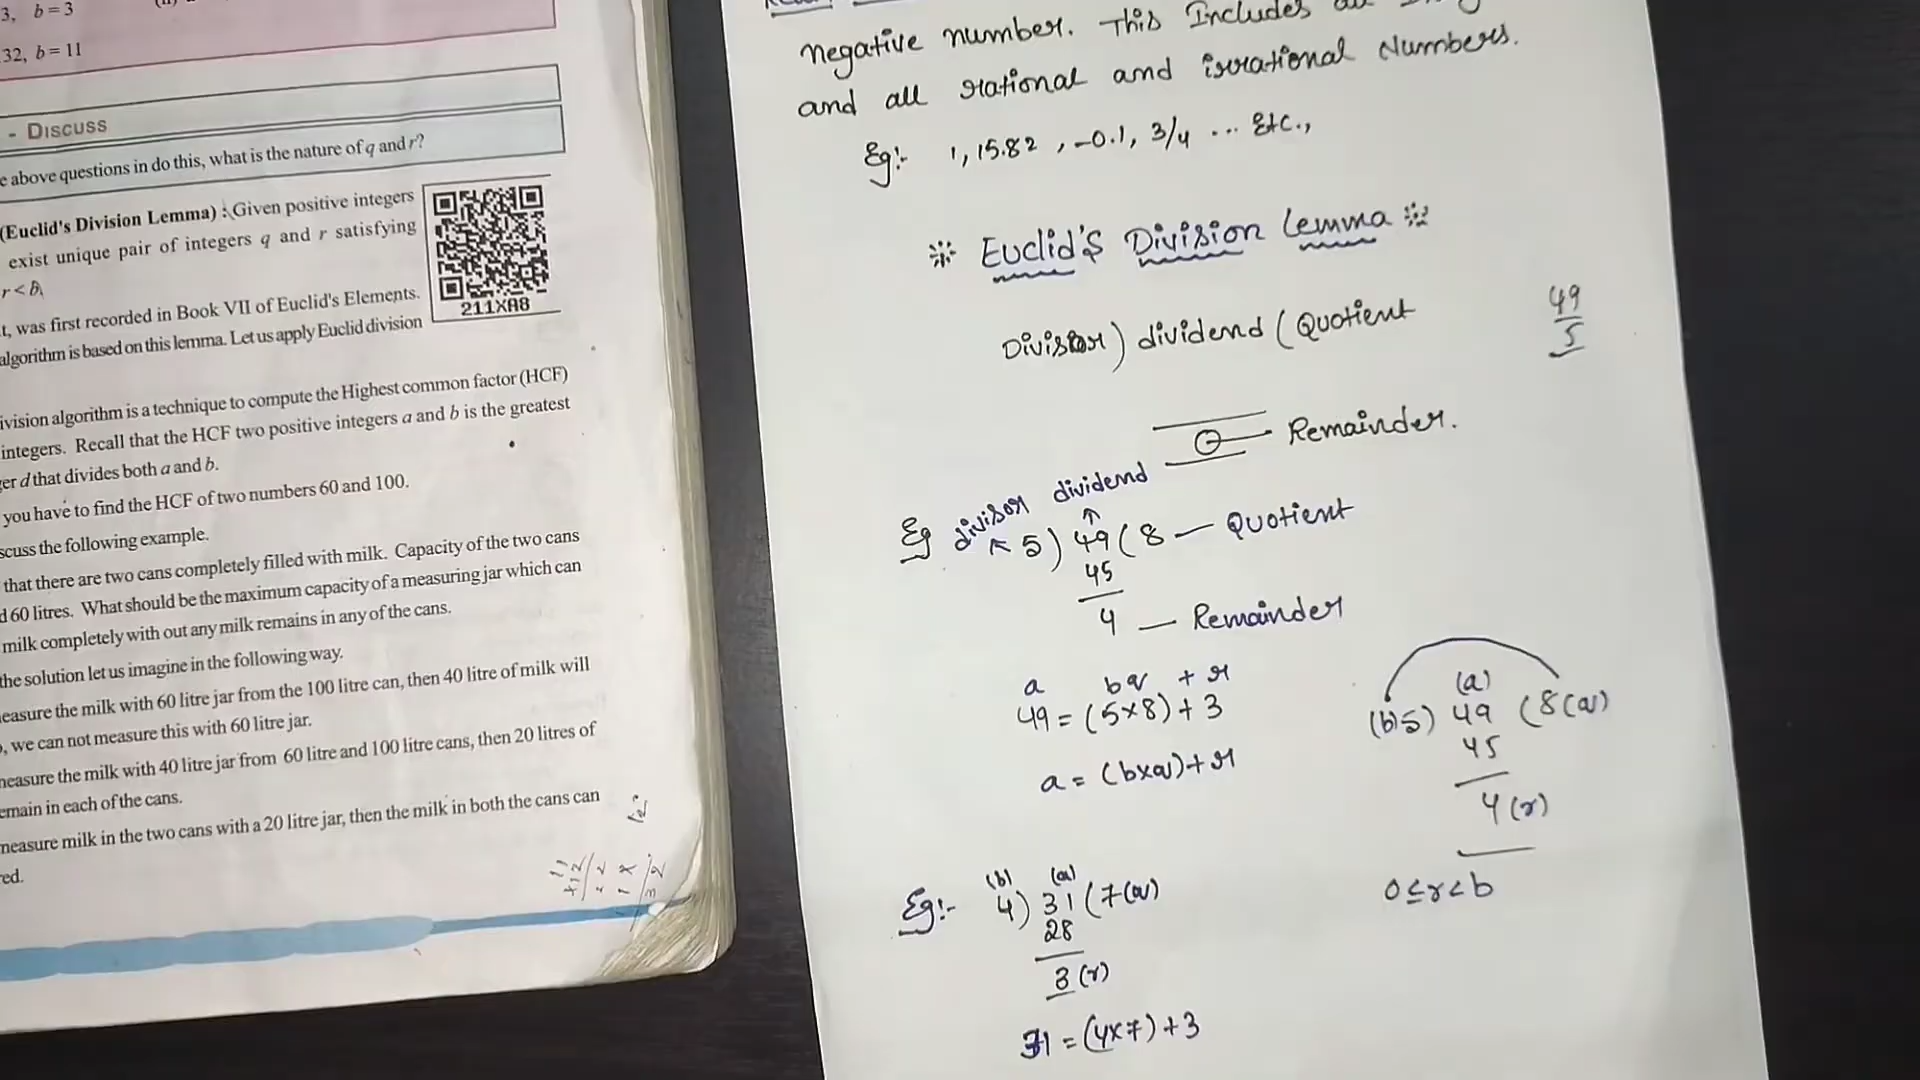 3, b = 3
32, b = 11
- DISCUSS
e above questions in do this, what is the nature of q and r?
(Euclid's Division Lemma) : Given positive integers
exist unique pair of integers q and r satisfying
r < b
t, was first recorded in Book VII of Euclid's Elements.
algorithm is based on this lemma. Let us apply Euclid division
211XA8
ivision algorithm is a technique to compute the Highest common factor (HCF)
integers. Recall that the HCF two positive integers a and b is the greatest
er d that divides both a and b.
you have to find the HCF of two numbers 60 and 100.
scuss the following example.
that there are two cans completely filled with milk. Capacity of the two cans
d 60 litres. What should be the maximum capacity of a measuring jar which can
milk completely with out any milk remains in any of the cans.
the solution let us imagine in the following way.
easure the milk with 60 litre jar from the 100 litre can, then 40 litre of milk will
, we can not measure this with 60 litre jar.
measure the milk with 40 litre jar from 60 litre and 100 litre cans, then 20 litres of
emain in each of the cans.
measure milk in the two cans with a 20 litre jar, then the milk in both the cans can
red.
negative number. This Includes
and all rational and irrational Numbers.
Eg:- 1, 15.82, -0.1, 3/4 ... Etc.,
Euclid's Division Lemma
Divisior) dividend (Quotient
49
5
Remainder.
divisor dividend
Eg 5) 49 (8 — Quotient
45
4 — Remainder
a bq + r
49 = (5×8) + 3
a = (b×q) + r
(a)
(b)5) 49 (8(q)
45
4 (r)
0≤r<b
(b) (a)
Eg:- 4) 31 (7(q)
28
3 (r)
31 = (4×7) + 3